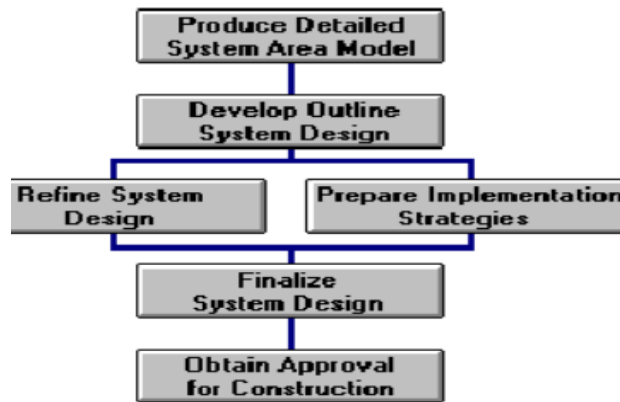 Produce Detailed
System Area Model
Develop Outline
System Design
Refine System
Design
Prepare Implementation
Strategies
Finalize
System Design
Obtain Approval
for Construction